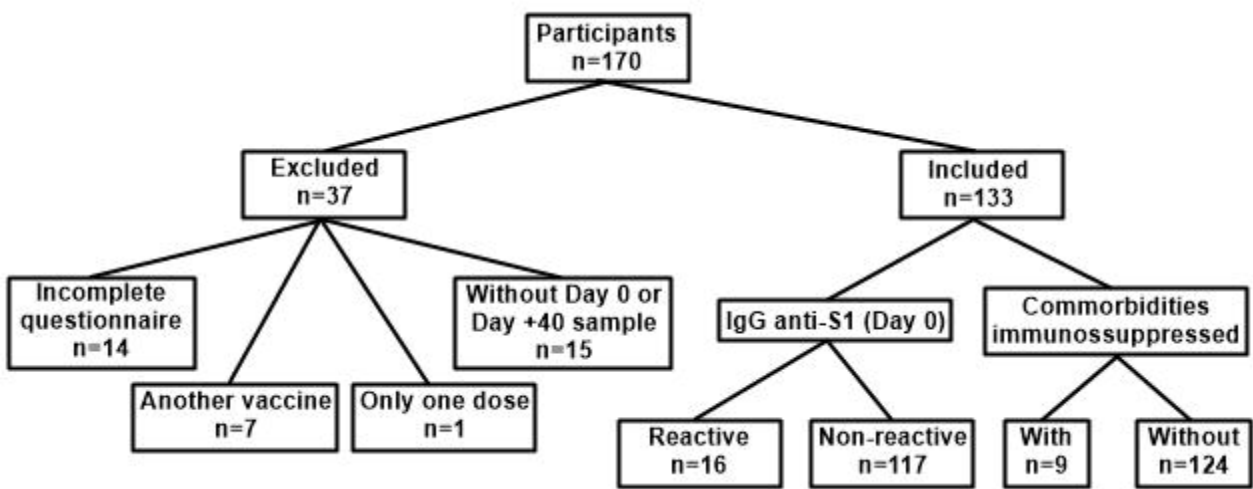 Participants
n=170
Excluded
n=37
Included
n=133
Incomplete
questionnaire
n=14
Another vaccine
n=7
Only one dose
n=1
Without Day 0 or
Day +40 sample
n=15
IgG anti-S1 (Day 0)
Commorbidities
immunossuppressed
Reactive
n=16
Non-reactive
n=117
With
n=9
Without
n=124